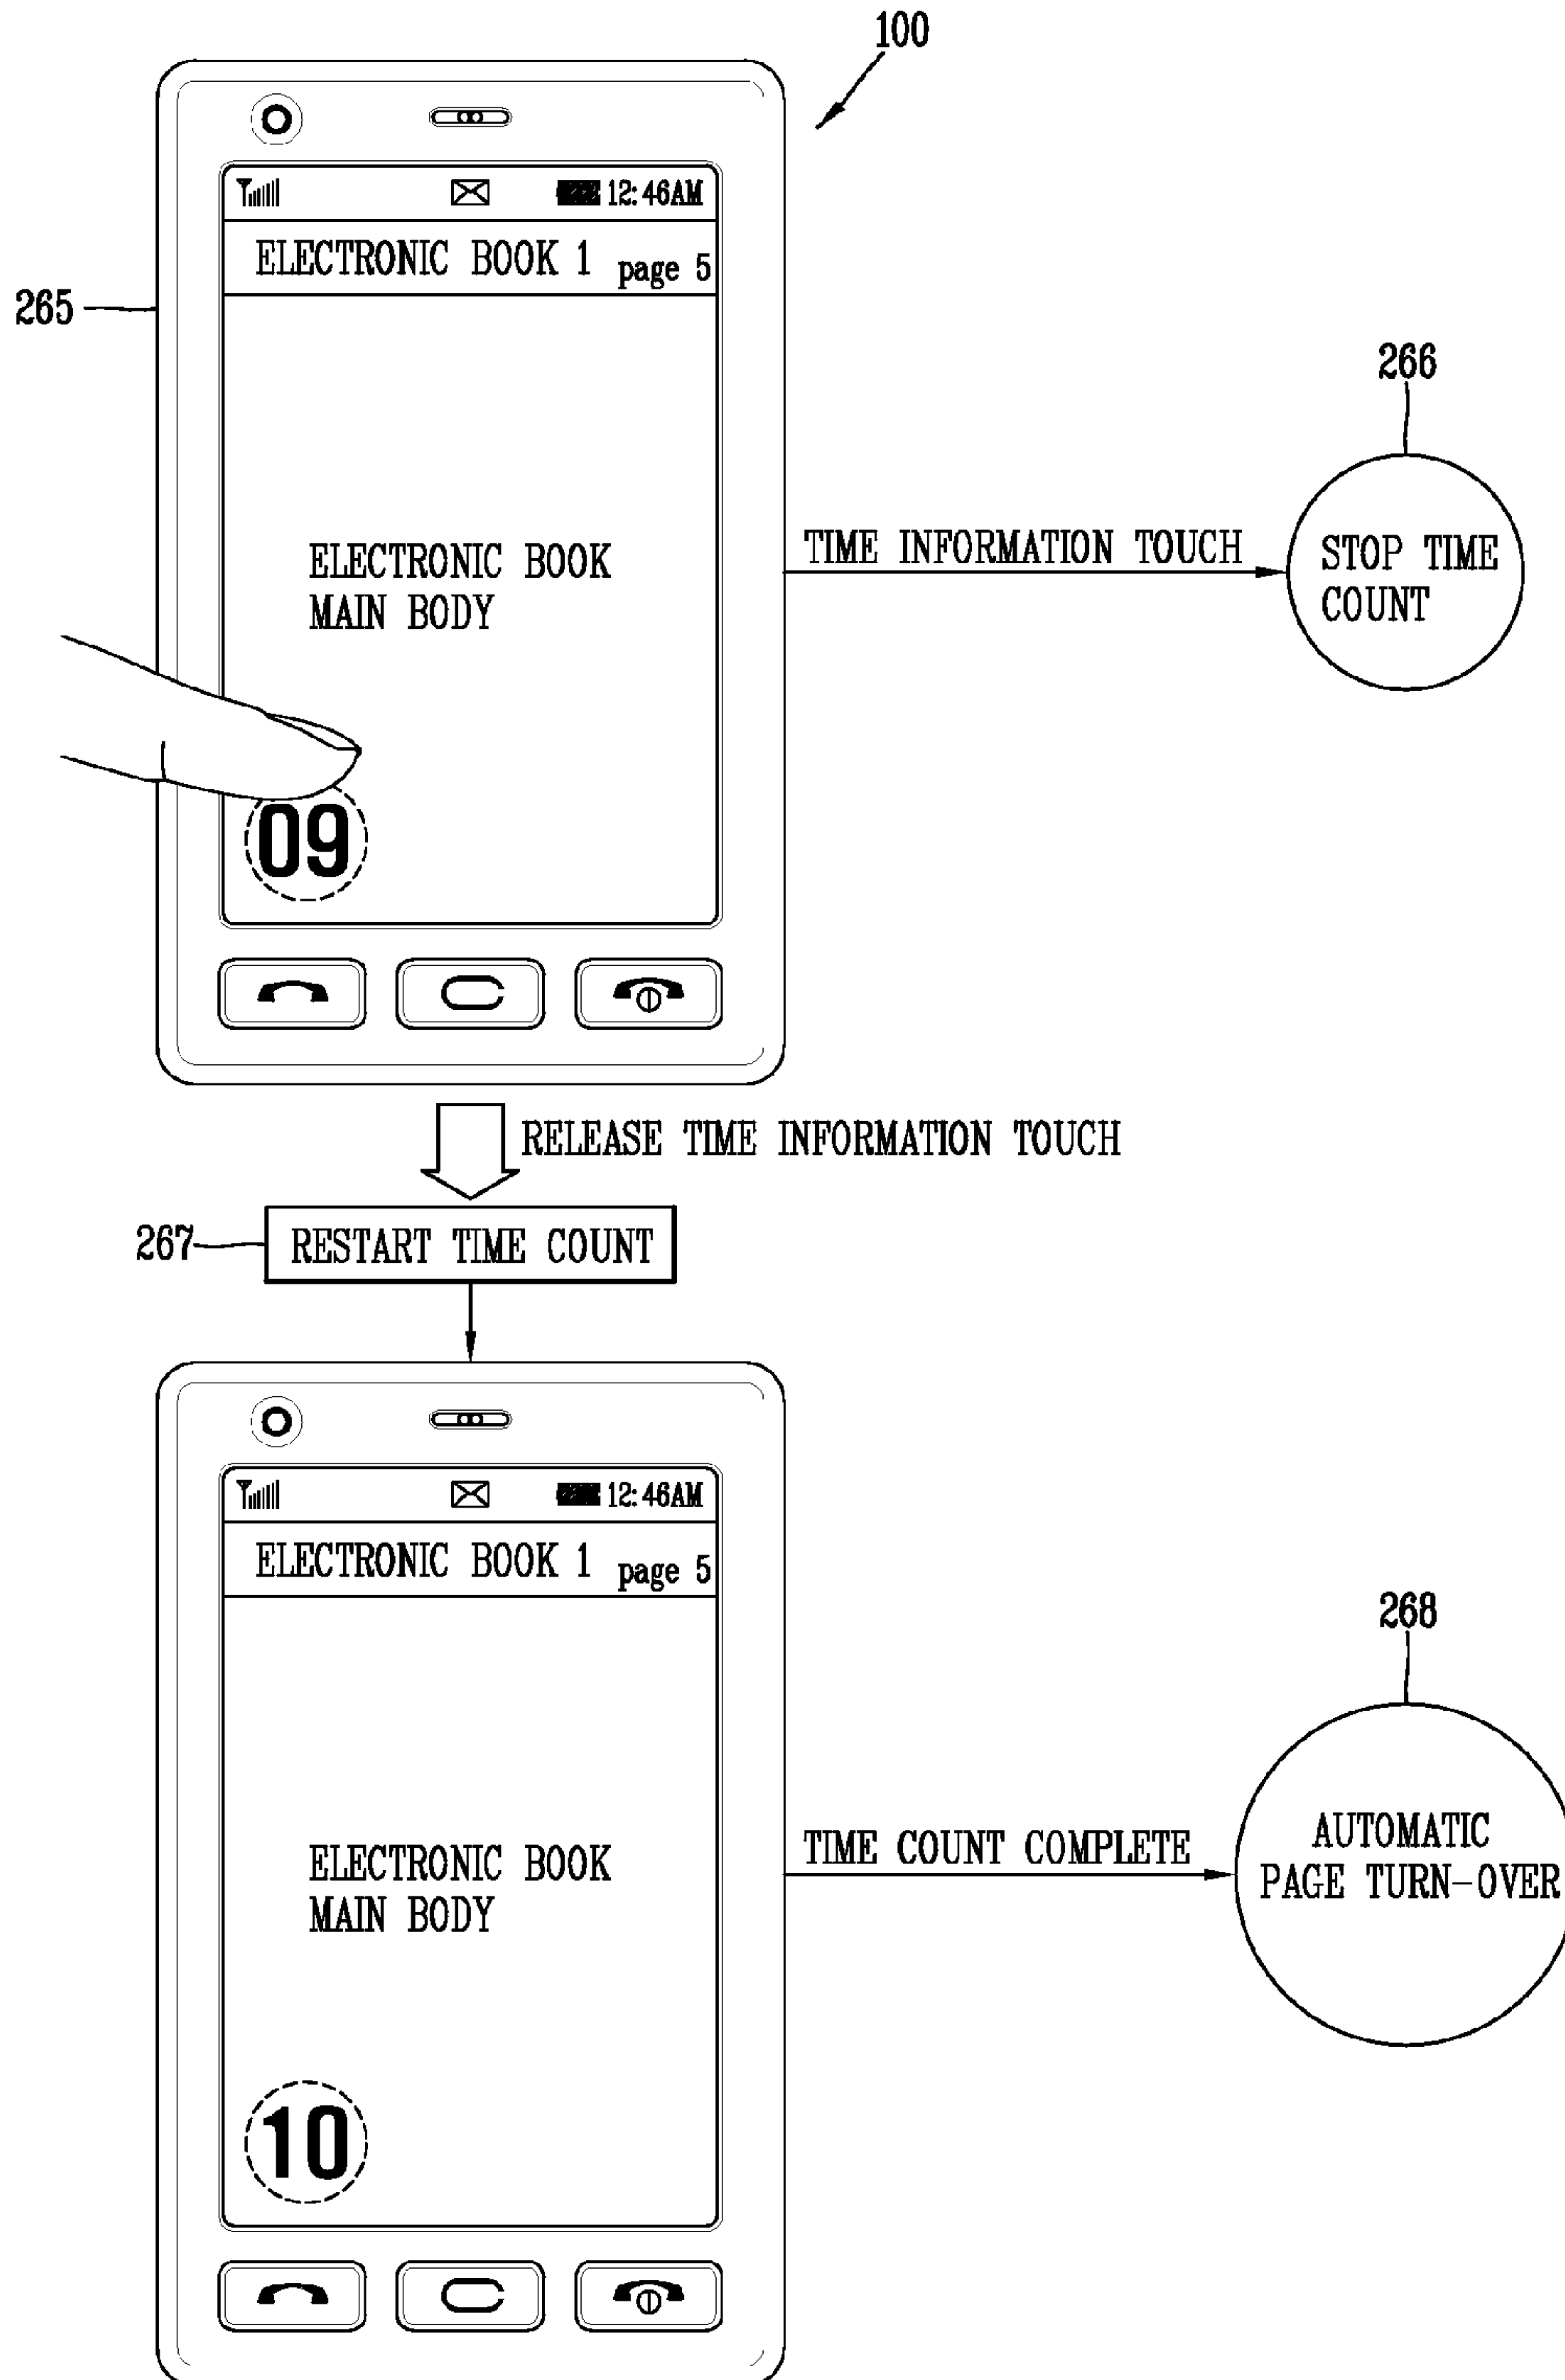 100
12:46AM
ELECTRONIC BOOK 1 page 5
265
266
TIME INFORMATION TOUCH
STOP TIME
COUNT
ELECTRONIC BOOK
MAIN BODY
09
RELEASE TIME INFORMATION TOUCH
267
RESTART TIME COUNT
12:46AM
ELECTRONIC BOOK 1 page 5
268
TIME COUNT COMPLETE
AUTOMATIC
PAGE TURN-OVER
ELECTRONIC BOOK
MAIN BODY
10